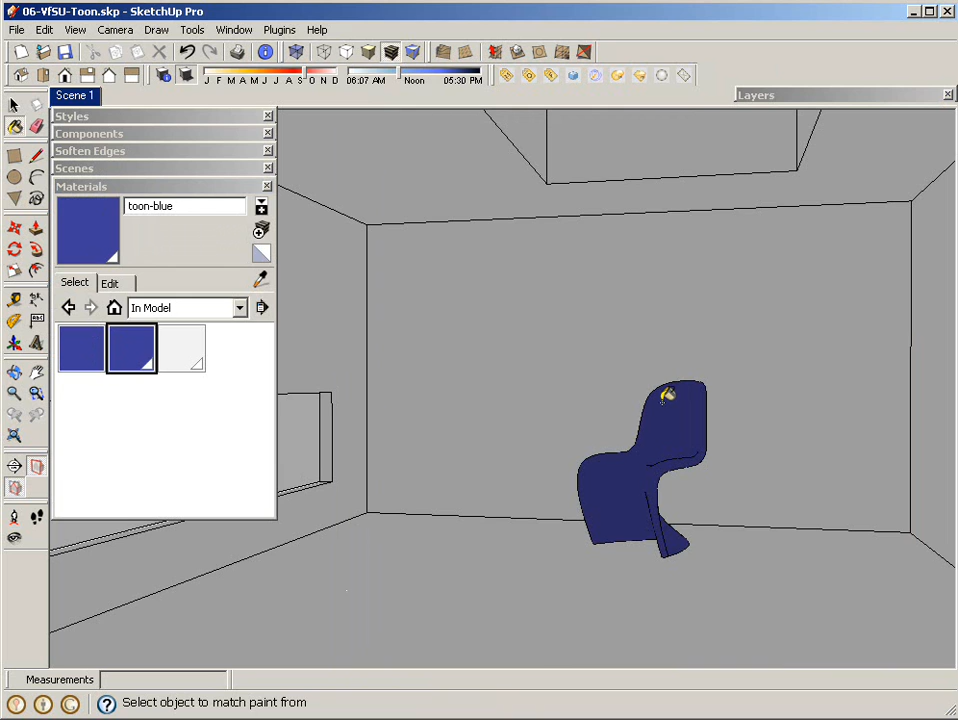 06-VfSU-Toon.skp - SketchUp Pro
File Edit View Camera Draw Tools Window Plugins Help
J F M A M J J A S O N D 06:07 AM Noon 05:30 PM
Scene 1
Layers
Styles
Components
Soften Edges
Scenes
Materials
toon-blue
Select Edit
In Model
Measurements
Select object to match paint from